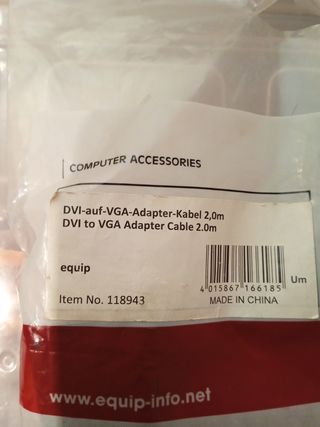 COMPUTER ACCESSORIES
DVI-auf-VGA-Adapter-Kabel 2,0m
DVI to VGA Adapter Cable 2.0m
equip
Um
4 015867 166185
Item No. 118943
MADE IN CHINA
www.equip-info.net